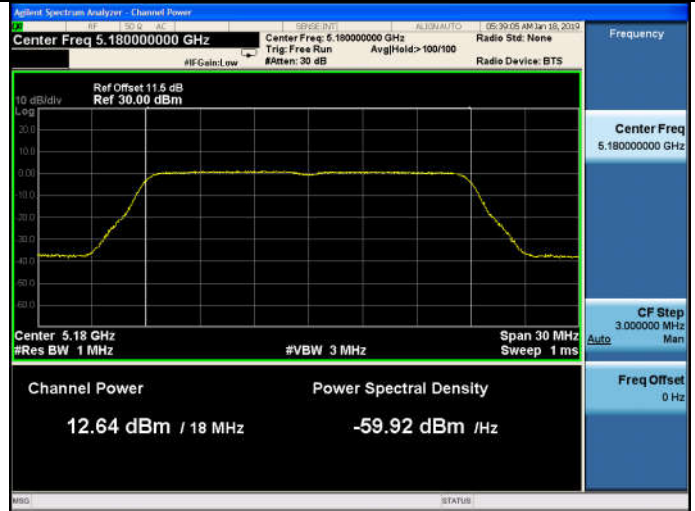 Agilent Spectrum Analyzer - Channel Power
RF 50 Ω AC SENSE:INT ALIGN AUTO 05:39:05 AM Jan 18, 2019
Center Freq 5.180000000 GHz
Center Freq: 5.180000000 GHz
Radio Std: None
Trig: Free Run Avg|Hold:>100/100
#IFGain:Low #Atten: 30 dB Radio Device: BTS
Frequency
Ref Offset 11.5 dB
10 dB/div Ref 30.00 dBm
Log
20.0
10.0
0.00
-10.0
-20.0
-30.0
-40.0
-50.0
-60.0
Center 5.18 GHz Span 30 MHz
#Res BW 1 MHz #VBW 3 MHz Sweep 1 ms
Channel Power Power Spectral Density
12.64 dBm / 18 MHz -59.92 dBm /Hz
Center Freq
5.180000000 GHz
CF Step
3.000000 MHz
Auto Man
Freq Offset
0 Hz
MSG STATUS